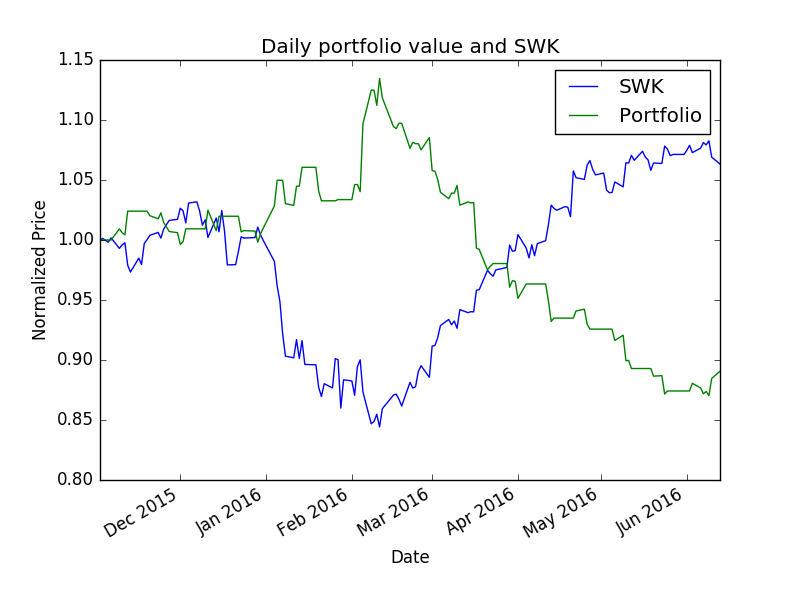 Daily portfolio value and SWK
1.15
1.10
1.05
1.00
0.95
0.90
0.85
0.80
Normalized Price
SWK
Portfolio
Dec 2015
Jan 2016
Feb 2016
Mar 2016
Apr 2016
May 2016
Jun 2016
Date